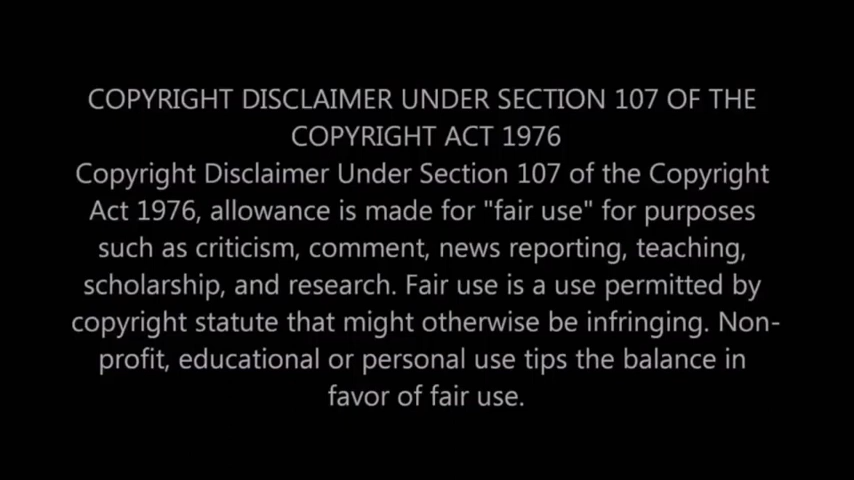 COPYRIGHT DISCLAIMER UNDER SECTION 107 OF THE
COPYRIGHT ACT 1976
Copyright Disclaimer Under Section 107 of the Copyright
Act 1976, allowance is made for "fair use" for purposes
such as criticism, comment, news reporting, teaching,
scholarship, and research. Fair use is a use permitted by
copyright statute that might otherwise be infringing. Non-
profit, educational or personal use tips the balance in
favor of fair use.